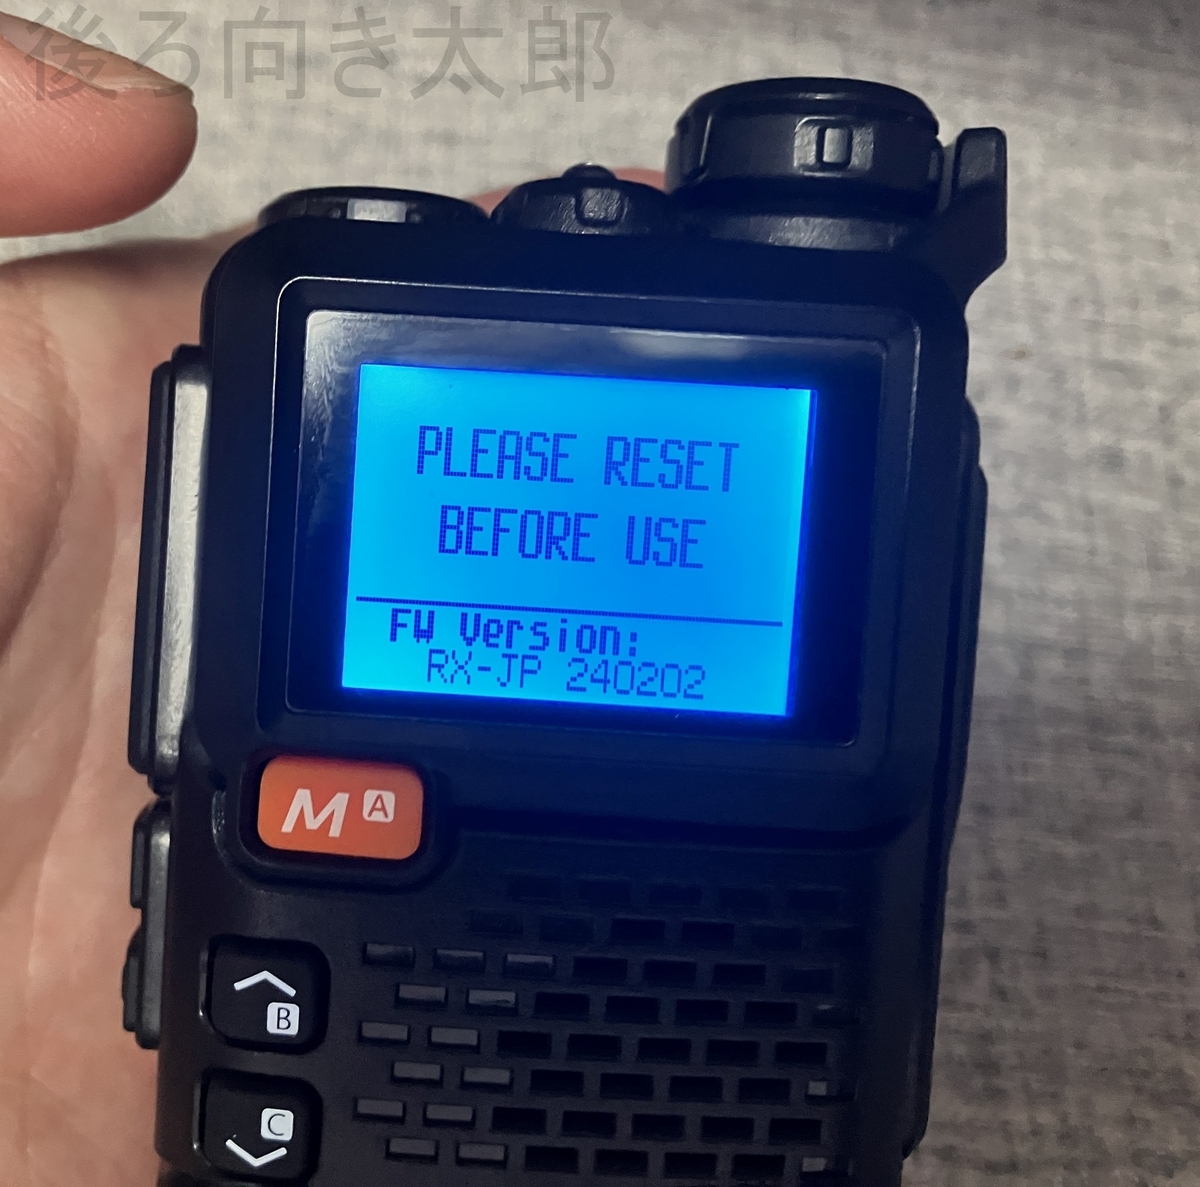 後ろ向き太郎
PLEASE RESET
BEFORE USE
FW Version:
RX-JP 240202
M A
B
C